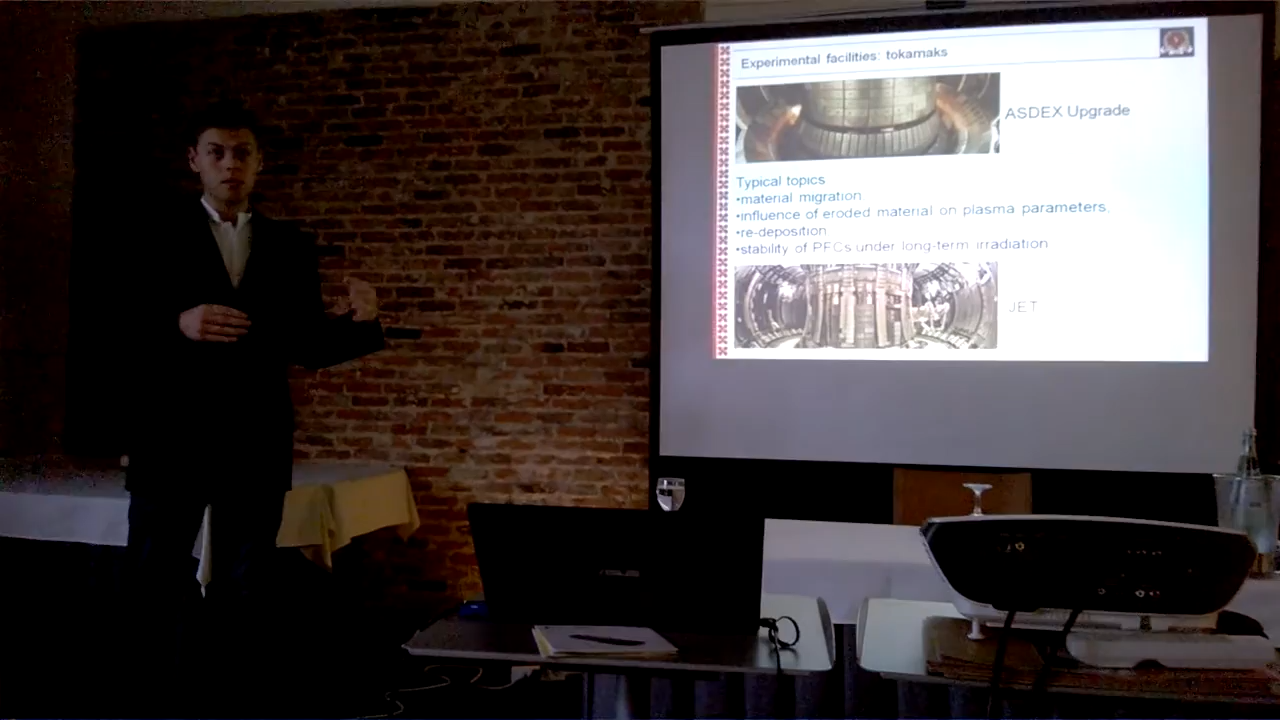 Experimental facilities: tokamaks
ASDEX Upgrade
Typical topics
•material migration
•influence of eroded material on plasma parameters,
•re-deposition
•stability of PFCs under long-term irradiation
JET
ASUS